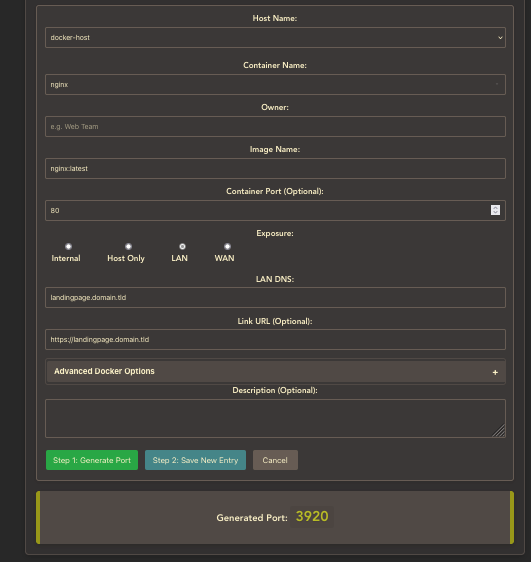 Host Name:
docker-host
Container Name:
nginx
Owner:
e.g. Web Team
Image Name:
nginx:latest
Container Port (Optional):
80
Exposure:
Internal Host Only LAN WAN
LAN DNS:
landingpage.domain.tld
Link URL (Optional):
https://landingpage.domain.tld
Advanced Docker Options +
Description (Optional):
Step 1: Generate Port Step 2: Save New Entry Cancel
Generated Port: 3920